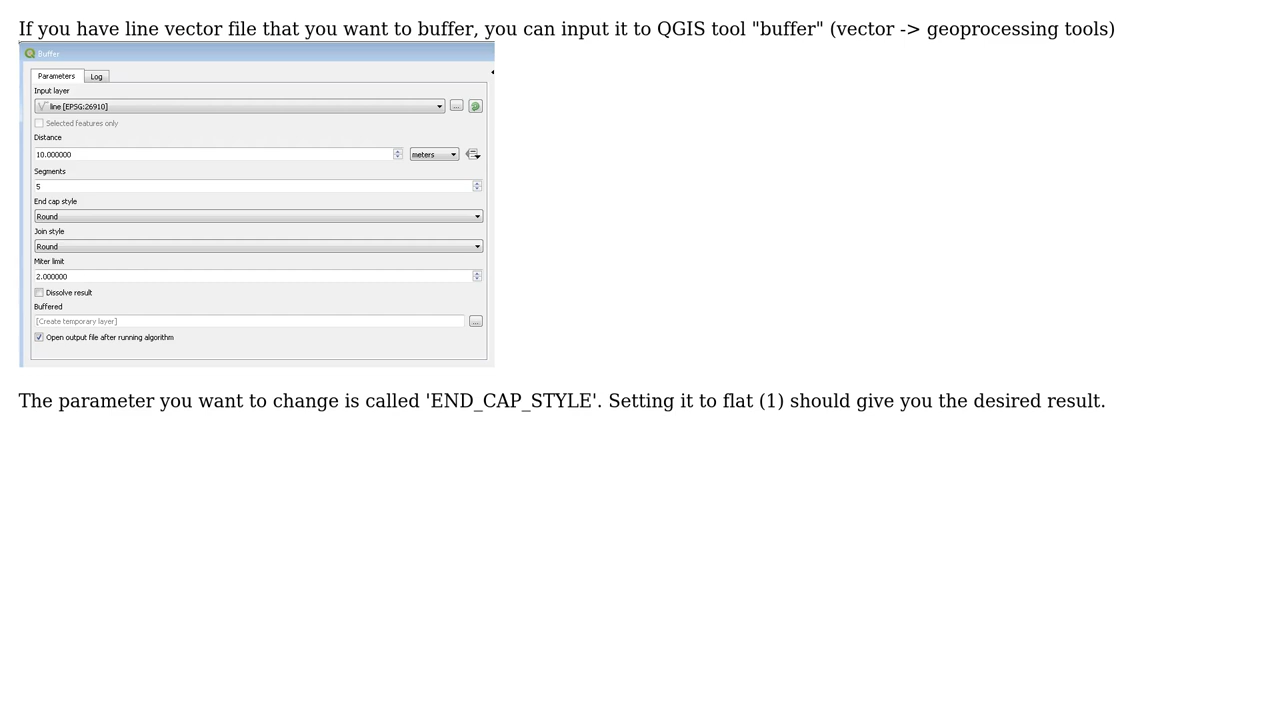 If you have line vector file that you want to buffer, you can input it to QGIS tool "buffer" (vector -> geoprocessing tools)
Buffer
Parameters Log
Input layer
line [EPSG:26910] ...
Selected features only
Distance
10.000000 meters
Segments
5
End cap style
Round
Join style
Round
Miter limit
2.000000
Dissolve result
Buffered
[Create temporary layer] ...
Open output file after running algorithm
The parameter you want to change is called 'END_CAP_STYLE'. Setting it to flat (1) should give you the desired result.